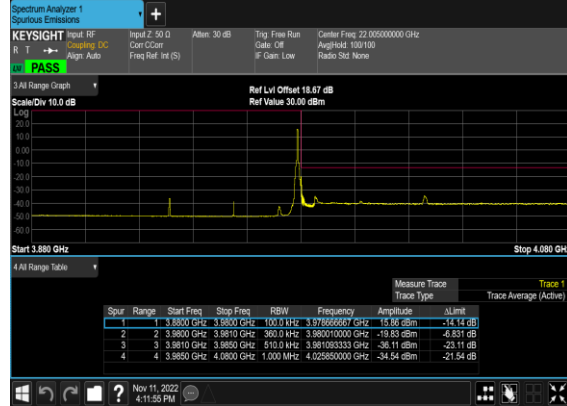 Spectrum Analyzer 1
Spurious Emissions
+
KEYSIGHT Input: RF Input Z: 50 Ω Atten: 30 dB Trig: Free Run Center Freq: 22.005000000 GHz
R T Coupling: DC Corr CCorr Gate: Off Avg|Hold: 100/100
Align: Auto Freq Ref: Int (S) IF Gain: Low Radio Std: None
PASS
3 All Range Graph
Ref Lvl Offset 18.67 dB
Scale/Div 10.0 dB Ref Value 30.00 dBm
Log
20.0
10.0
0.00
-10.0
-20.0
-30.0
-40.0
-50.0
-60.0
Start 3.880 GHz Stop 4.080 GHz
4 All Range Table
Measure Trace Trace 1
Trace Type Trace Average (Active)
Spur Range Start Freq Stop Freq RBW Frequency Amplitude ΔLimit
1 1 3.8800 GHz 3.9800 GHz 100.0 kHz 3.978666667 GHz 15.86 dBm -14.14 dB
2 2 3.9800 GHz 3.9810 GHz 360.0 kHz 3.980010000 GHz -19.83 dBm -6.831 dB
3 3 3.9810 GHz 3.9850 GHz 510.0 kHz 3.981093333 GHz -36.11 dBm -23.11 dB
4 4 3.9850 GHz 4.0800 GHz 1.000 MHz 4.025850000 GHz -34.54 dBm -21.54 dB
? Nov 11, 2022
4:11:55 PM